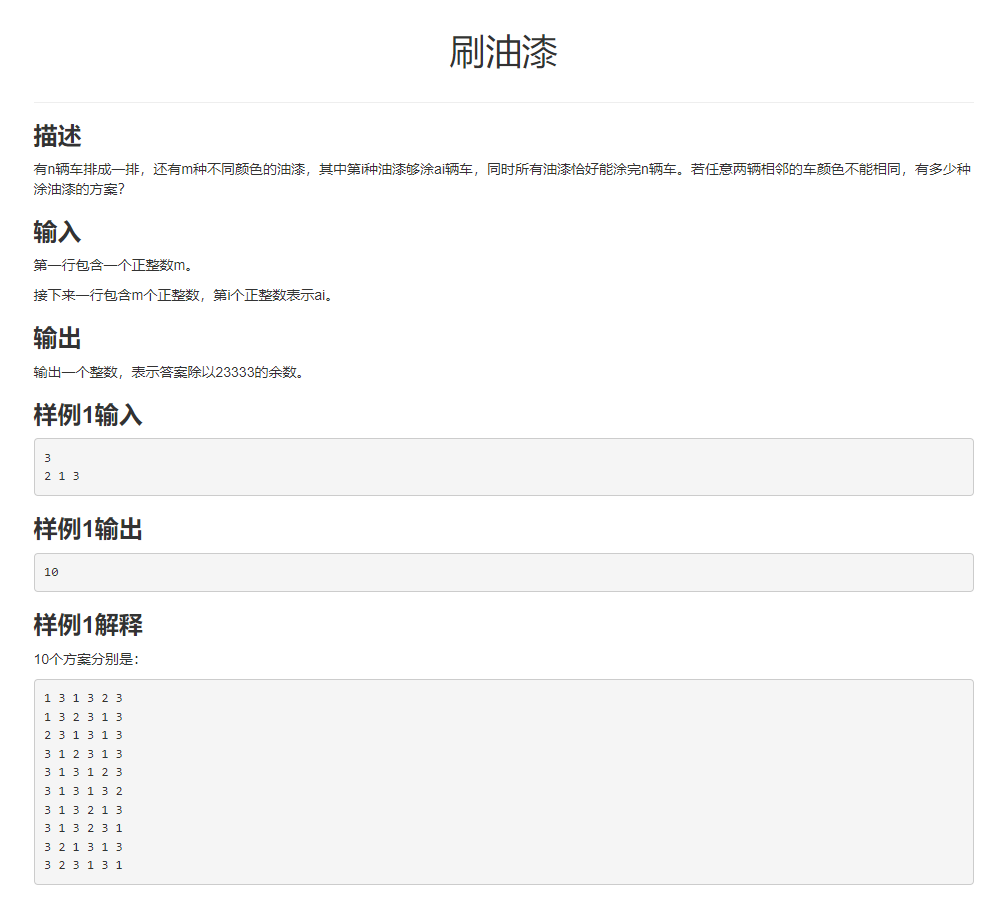 刷油漆
描述
有n辆车排成一排，还有m种不同颜色的油漆，其中第i种油漆够涂ai辆车，同时所有油漆恰好能涂完n辆车。若任意两辆相邻的车颜色不能相同，有多少种
涂油漆的方案？
输入
第一行包含一个正整数m。
接下来一行包含m个正整数，第i个正整数表示ai。
输出
输出一个整数，表示答案除以23333的余数。
样例1输入
3
2 1 3
样例1输出
10
样例1解释
10个方案分别是：
1 3 1 3 2 3
1 3 2 3 1 3
2 3 1 3 1 3
3 1 2 3 1 3
3 1 3 1 2 3
3 1 3 1 3 2
3 1 3 2 1 3
3 1 3 2 3 1
3 2 1 3 1 3
3 2 3 1 3 1